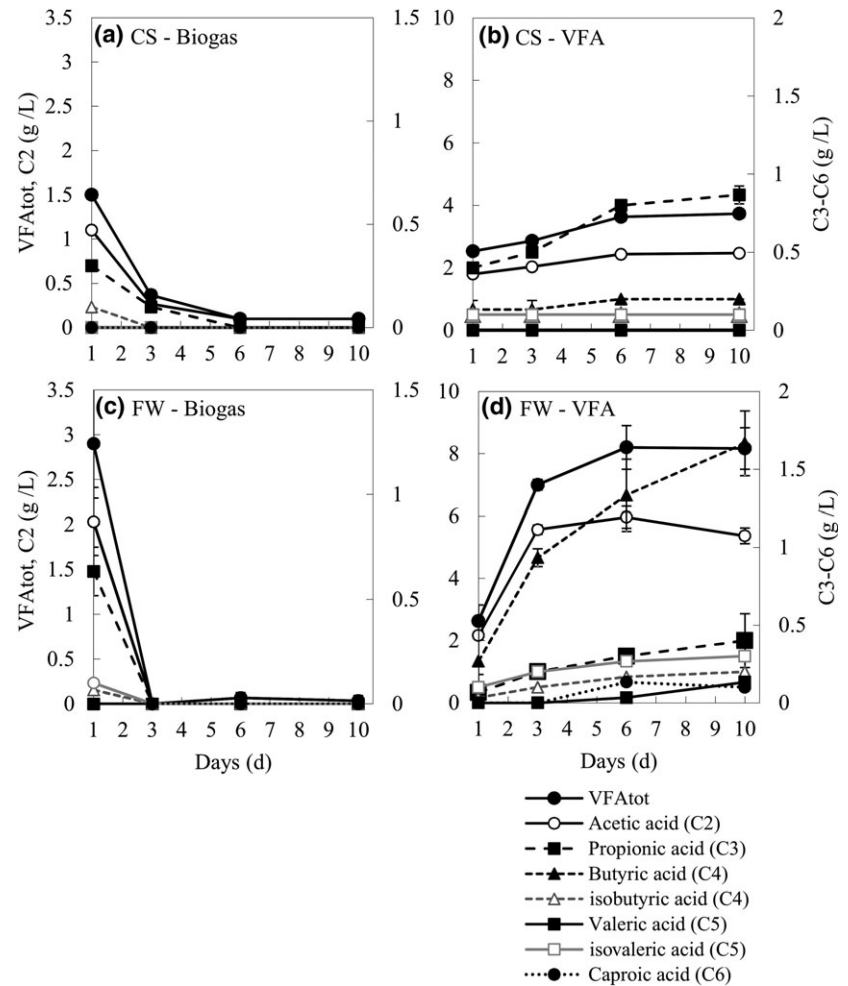 (a) CS - Biogas
3.5
3
2.5
2
1.5
1
0.5
0
1.5
1
0.5
0
VFAtot, C2 (g /L)
1 2 3 4 5 6 7 8 9 10
(b) CS - VFA
10
8
6
4
2
0
2
1.5
1
0.5
0
C3-C6 (g /L)
1 2 3 4 5 6 7 8 9 10
(c) FW - Biogas
3.5
3
2.5
2
1.5
1
0.5
0
1.5
1
0.5
0
VFAtot, C2 (g /L)
1 2 3 4 5 6 7 8 9 10
Days (d)
(d) FW - VFA
10
8
6
4
2
0
2
1.5
1
0.5
0
C3-C6 (g /L)
1 2 3 4 5 6 7 8 9 10
Days (d)
VFAtot
Acetic acid (C2)
Propionic acid (C3)
Butyric acid (C4)
isobutyric acid (C4)
Valeric acid (C5)
isovaleric acid (C5)
Caproic acid (C6)